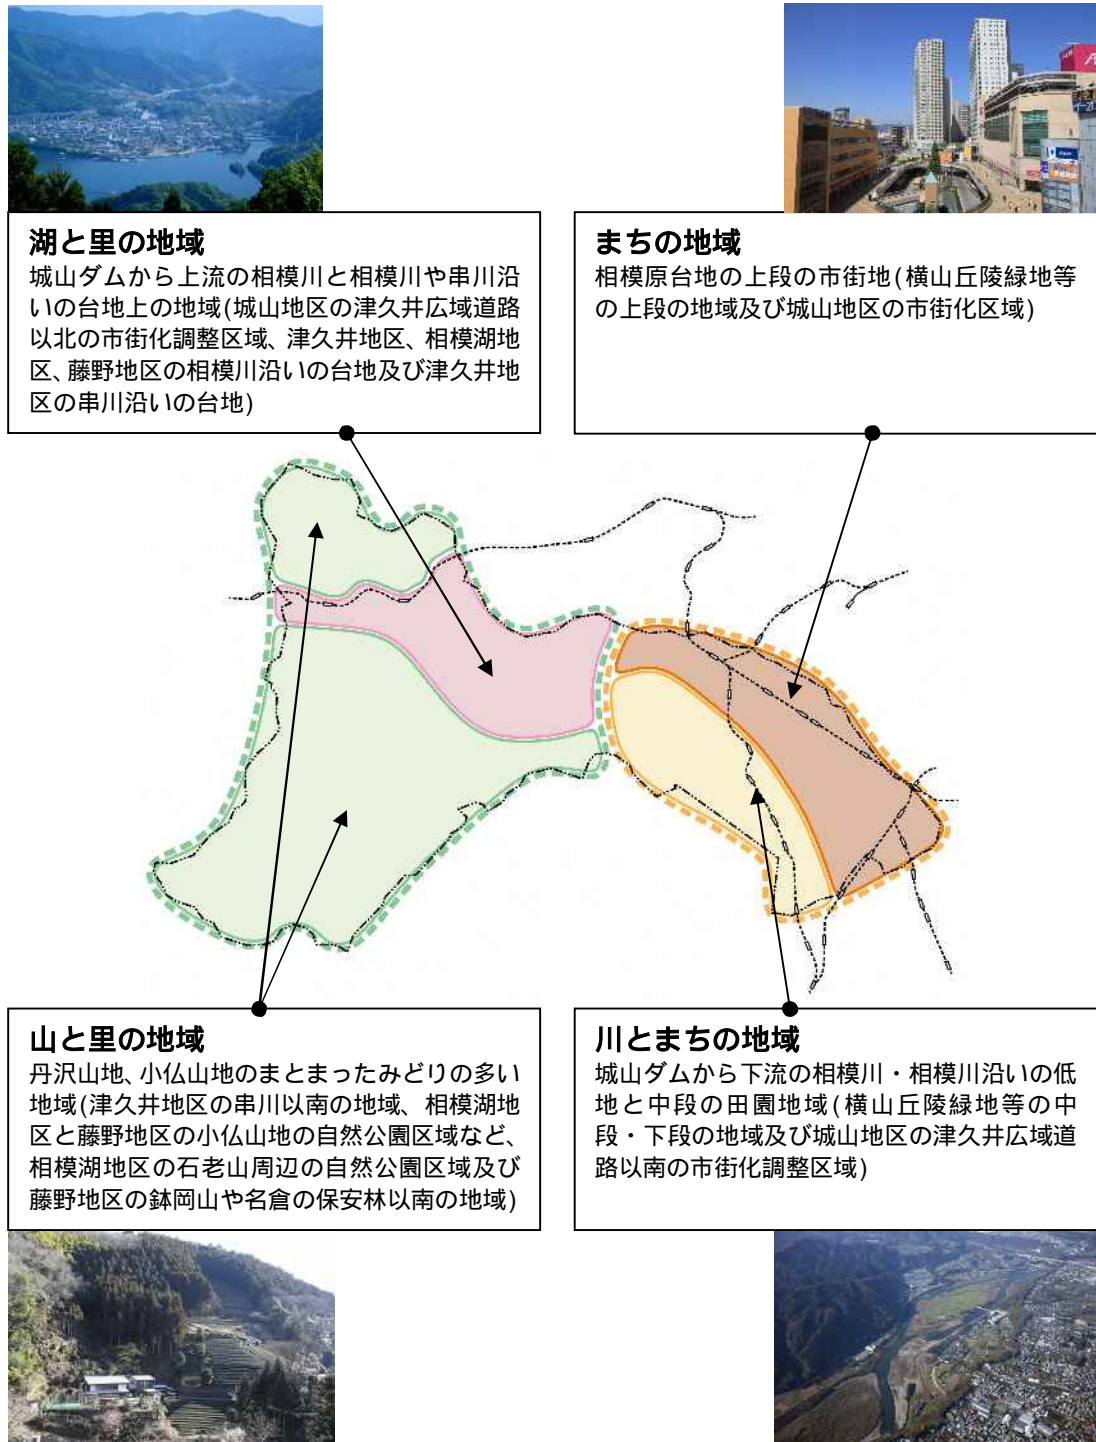 湖と里の地域
城山ダムから上流の相模川と相模川や串川沿
いの台地上の地域(城山地区の津久井広域道路
以北の市街化調整区域、津久井地区、相模湖地
区、藤野地区の相模川沿いの台地及び津久井地
区の串川沿いの台地)
まちの地域
相模原台地の上段の市街地(横山丘陵緑地等
の上段の地域及び城山地区の市街化区域)
山と里の地域
丹沢山地、小仏山地のまとまったみどりの多い
地域(津久井地区の串川以南の地域、相模湖地
区と藤野地区の小仏山地の自然公園区域など、
相模湖地区の石老山周辺の自然公園区域及び
藤野地区の鉢岡山や名倉の保安林以南の地域)
川とまちの地域
城山ダムから下流の相模川・相模川沿いの低
地と中段の田園地域(横山丘陵緑地等の中
段・下段の地域及び城山地区の津久井広域道
路以南の市街化調整区域)